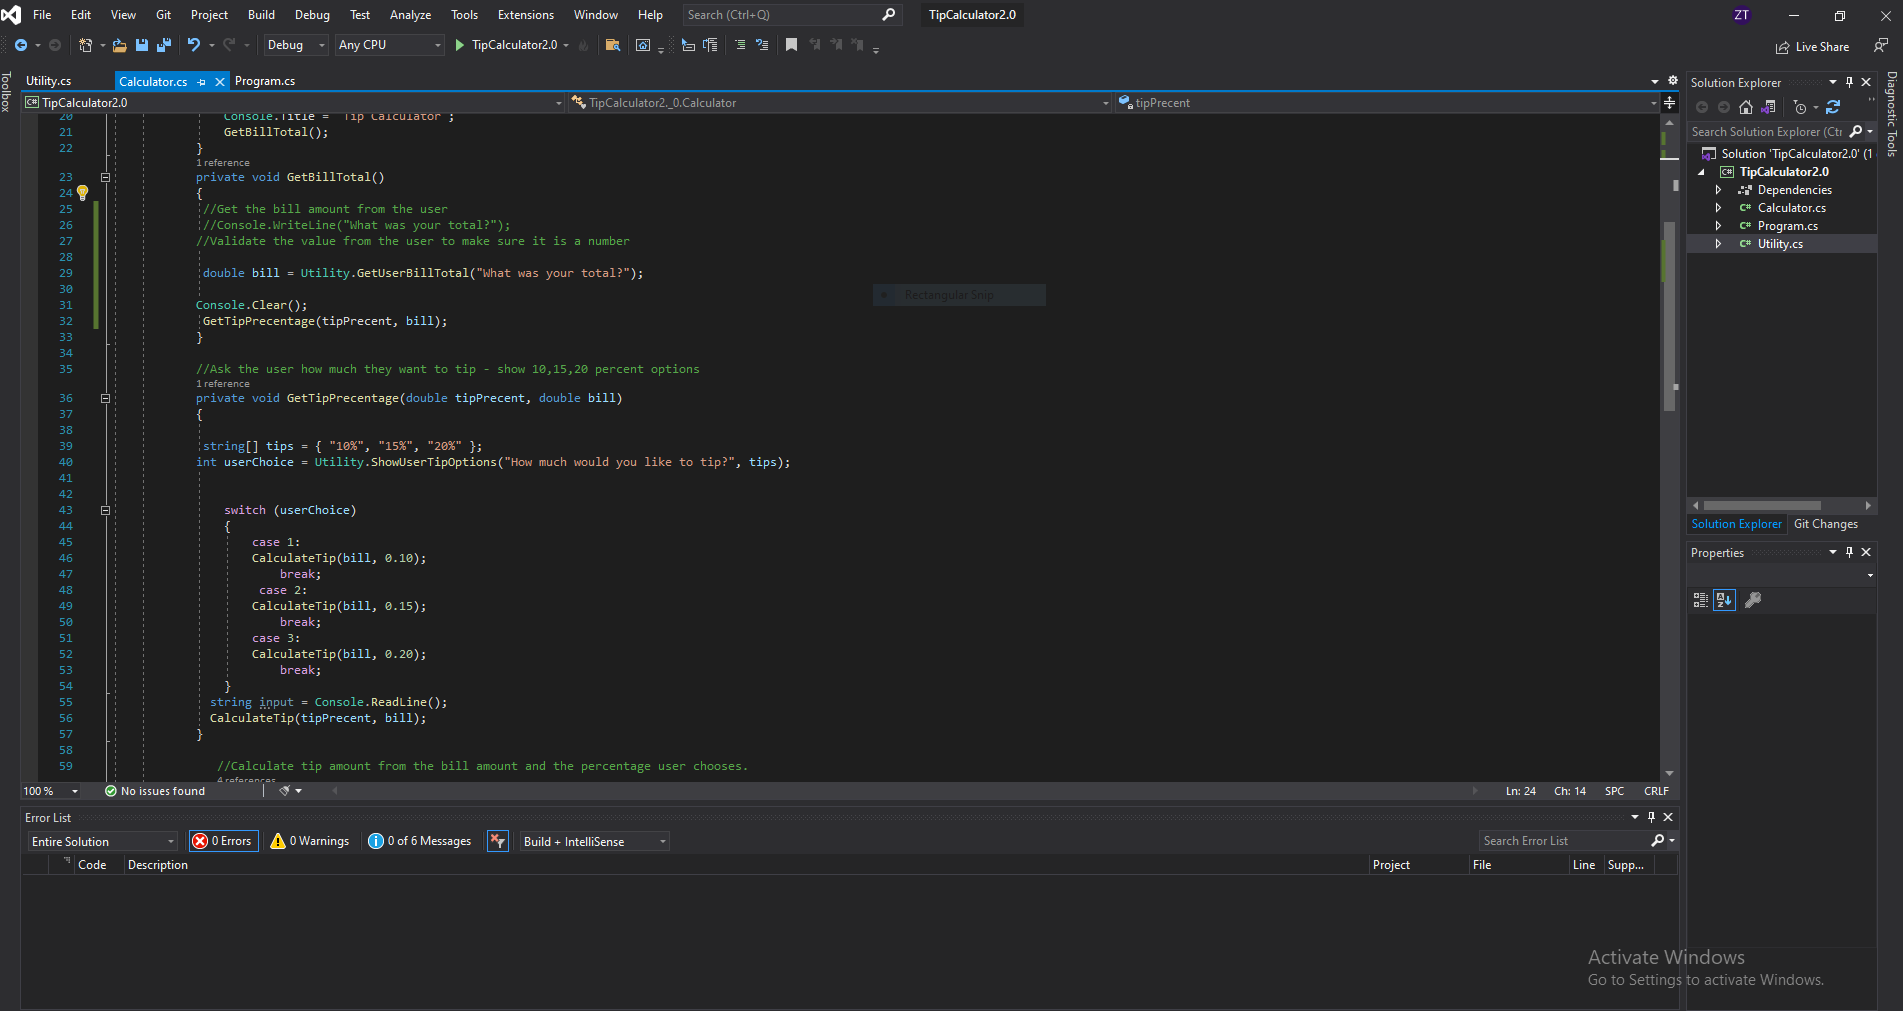 File Edit View Git Project Build Debug Test Analyze Tools Extensions Window Help Search (Ctrl+Q) TipCalculator2.0 ZT
Debug Any CPU TipCalculator2.0 Live Share
Toolbox
Utility.cs Calculator.cs Program.cs
TipCalculator2.0 TipCalculator2._0.Calculator tipPrecent
20 Console.Title = "Tip Calculator";
21 GetBillTotal();
22 }
1 reference
23 private void GetBillTotal()
24 {
25 //Get the bill amount from the user
26 //Console.WriteLine("What was your total?");
27 //Validate the value from the user to make sure it is a number
28
29 double bill = Utility.GetUserBillTotal("What was your total?");
30
31 Console.Clear();
32 GetTipPrecentage(tipPrecent, bill);
33 }
34
35 //Ask the user how much they want to tip - show 10,15,20 percent options
1 reference
36 private void GetTipPrecentage(double tipPrecent, double bill)
37 {
38
39 string[] tips = { "10%", "15%", "20%" };
40 int userChoice = Utility.ShowUserTipOptions("How much would you like to tip?", tips);
41
42
43 switch (userChoice)
44 {
45 case 1:
46 CalculateTip(bill, 0.10);
47 break;
48 case 2:
49 CalculateTip(bill, 0.15);
50 break;
51 case 3:
52 CalculateTip(bill, 0.20);
53 break;
54 }
55 string input = Console.ReadLine();
56 CalculateTip(tipPrecent, bill);
57 }
58
59 //Calculate tip amount from the bill amount and the percentage user chooses.
4 references
Rectangular Snip
100 % No issues found Ln: 24 Ch: 14 SPC CRLF
Error List
Entire Solution 0 Errors 0 Warnings 0 of 6 Messages Build + IntelliSense Search Error List
Code Description Project File Line Supp...
Solution Explorer
Search Solution Explorer (Ctr
Solution 'TipCalculator2.0' (1
C# TipCalculator2.0
Dependencies
C# Calculator.cs
C# Program.cs
C# Utility.cs
Solution Explorer Git Changes
Properties
Diagnostic Tools
Activate Windows
Go to Settings to activate Windows.